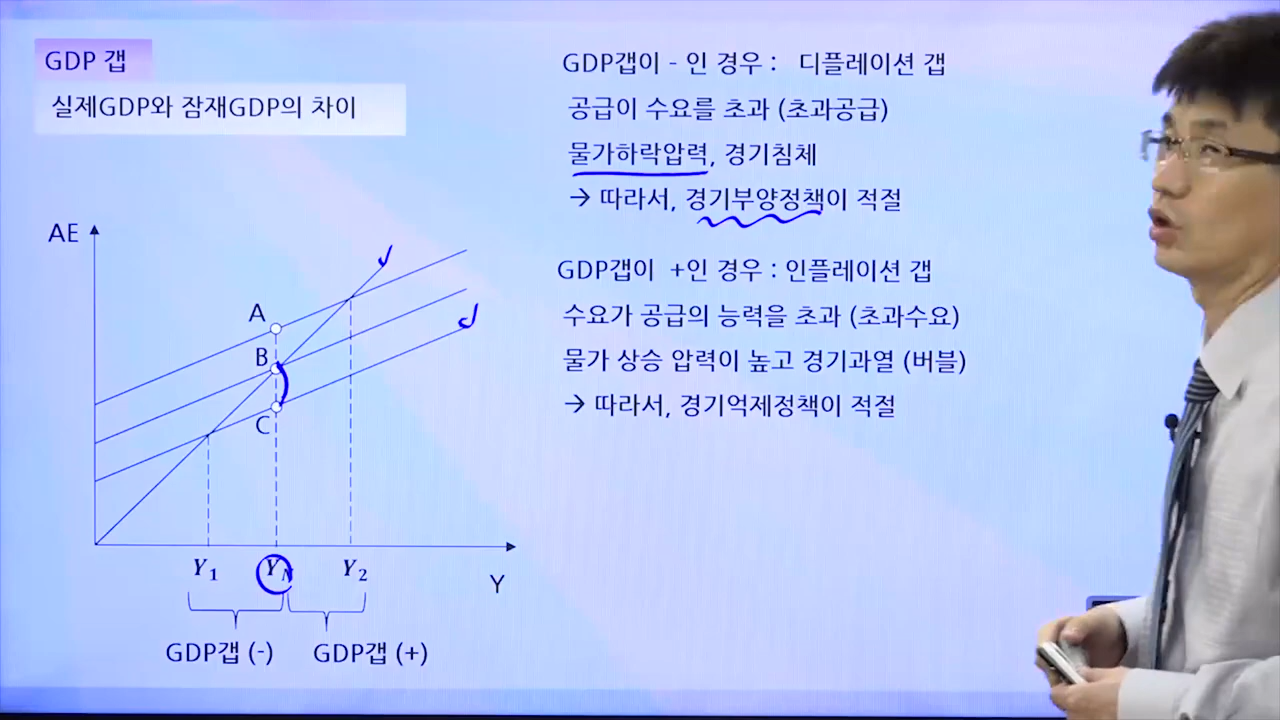 GDP 갭
실제GDP와 잠재GDP의 차이
GDP갭이 - 인 경우 : 디플레이션 갭
공급이 수요를 초과 (초과공급)
물가하락압력, 경기침체
→ 따라서, 경기부양정책이 적절
GDP갭이 +인 경우 : 인플레이션 갭
수요가 공급의 능력을 초과 (초과수요)
물가 상승 압력이 높고 경기과열 (버블)
→ 따라서, 경기억제정책이 적절
AE
A
B
C
Y₁ Y_N Y₂
Y
GDP갭 (-) GDP갭 (+)